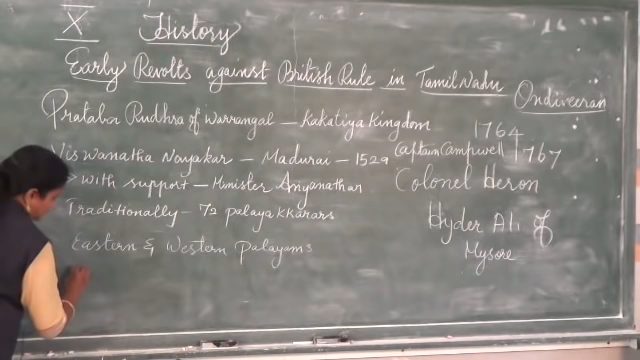 X History
Early Revolts against British Rule in Tamil Nadu
Prataba Rudhra of Warrangal – Kakatiya Kingdom
Viswanatha Nayakar – Madurai – 1529
→ with support – Minister Ariyanathar
Traditionally – 72 palayakkarars
Eastern & Western Palayams
Ondiveeran
1764
Captain Campwell 1767
Colonel Heron
Hyder Ali of
Mysore